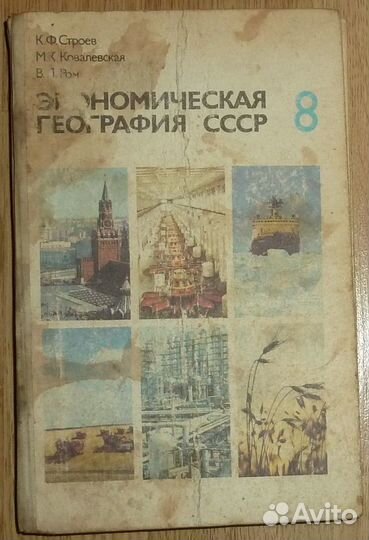 К.Ф. Строев
М.К. Ковалевская
В. Ром
ЭКОНОМИЧЕСКАЯ
ГЕОГРАФИЯ СССР 8
Avito